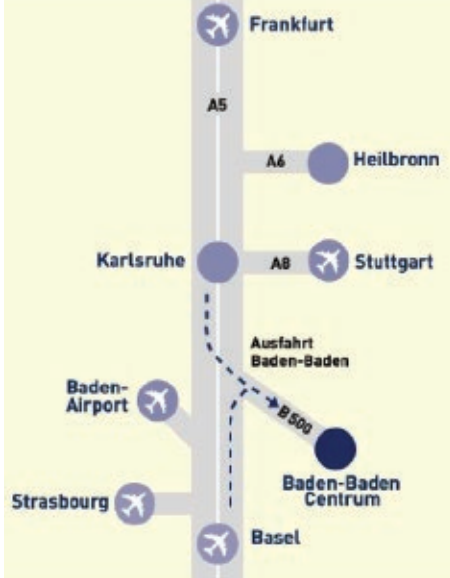 Frankfurt
A5
A6
Heilbronn
Karlsruhe
A8
Stuttgart
Ausfahrt
Baden-Baden
Baden-
Airport
B 500
Baden-Baden
Centrum
Strasbourg
Basel